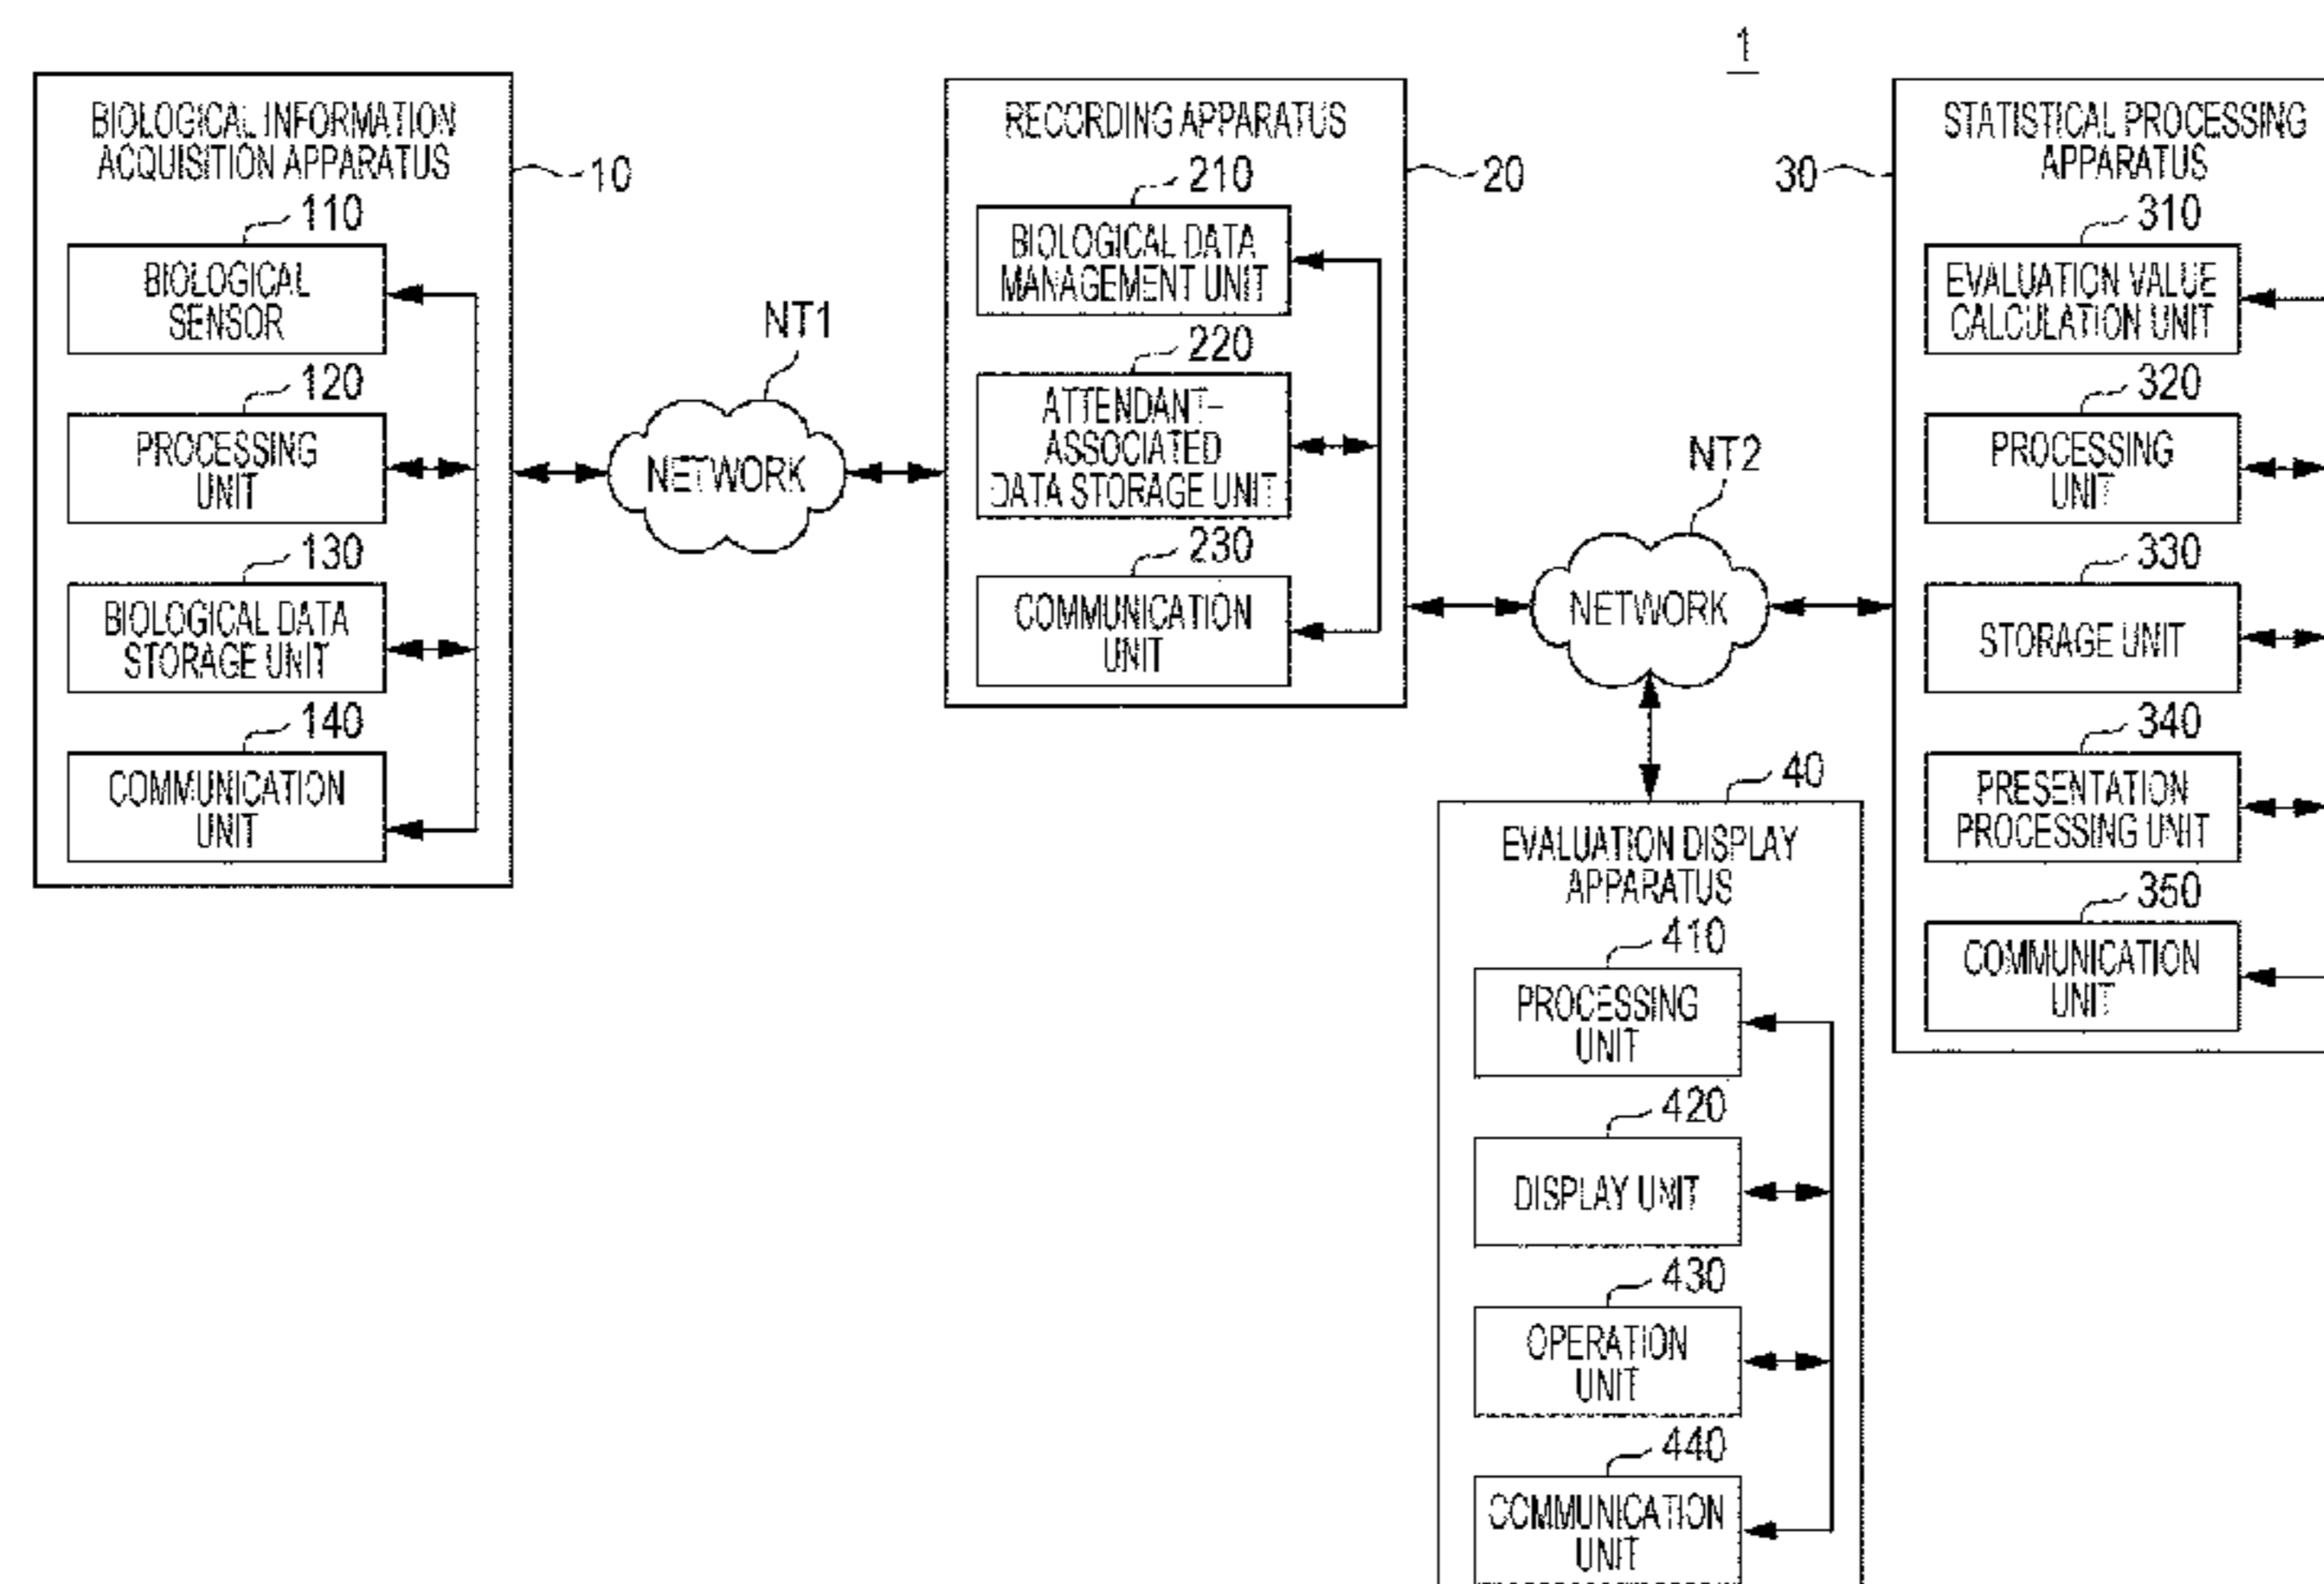 1
BIOLOGICAL INFORMATION
ACQUISITION APPARATUS
10
110
BIOLOGICAL
SENSOR
120
PROCESSING
UNIT
130
BIOLOGICAL DATA
STORAGE UNIT
140
COMMUNICATION
UNIT
NT1
NETWORK
RECORDING APPARATUS
20
210
BIOLOGICAL DATA
MANAGEMENT UNIT
220
ATTENDANT-
ASSOCIATED
DATA STORAGE UNIT
230
COMMUNICATION
UNIT
NT2
NETWORK
STATISTICAL PROCESSING
APPARATUS
30
310
EVALUATION VALUE
CALCULATION UNIT
320
PROCESSING
UNIT
330
STORAGE UNIT
340
PRESENTATION
PROCESSING UNIT
350
COMMUNICATION
UNIT
40
EVALUATION DISPLAY
APPARATUS
410
PROCESSING
UNIT
420
DISPLAY UNIT
430
OPERATION
UNIT
440
COMMUNICATION
UNIT